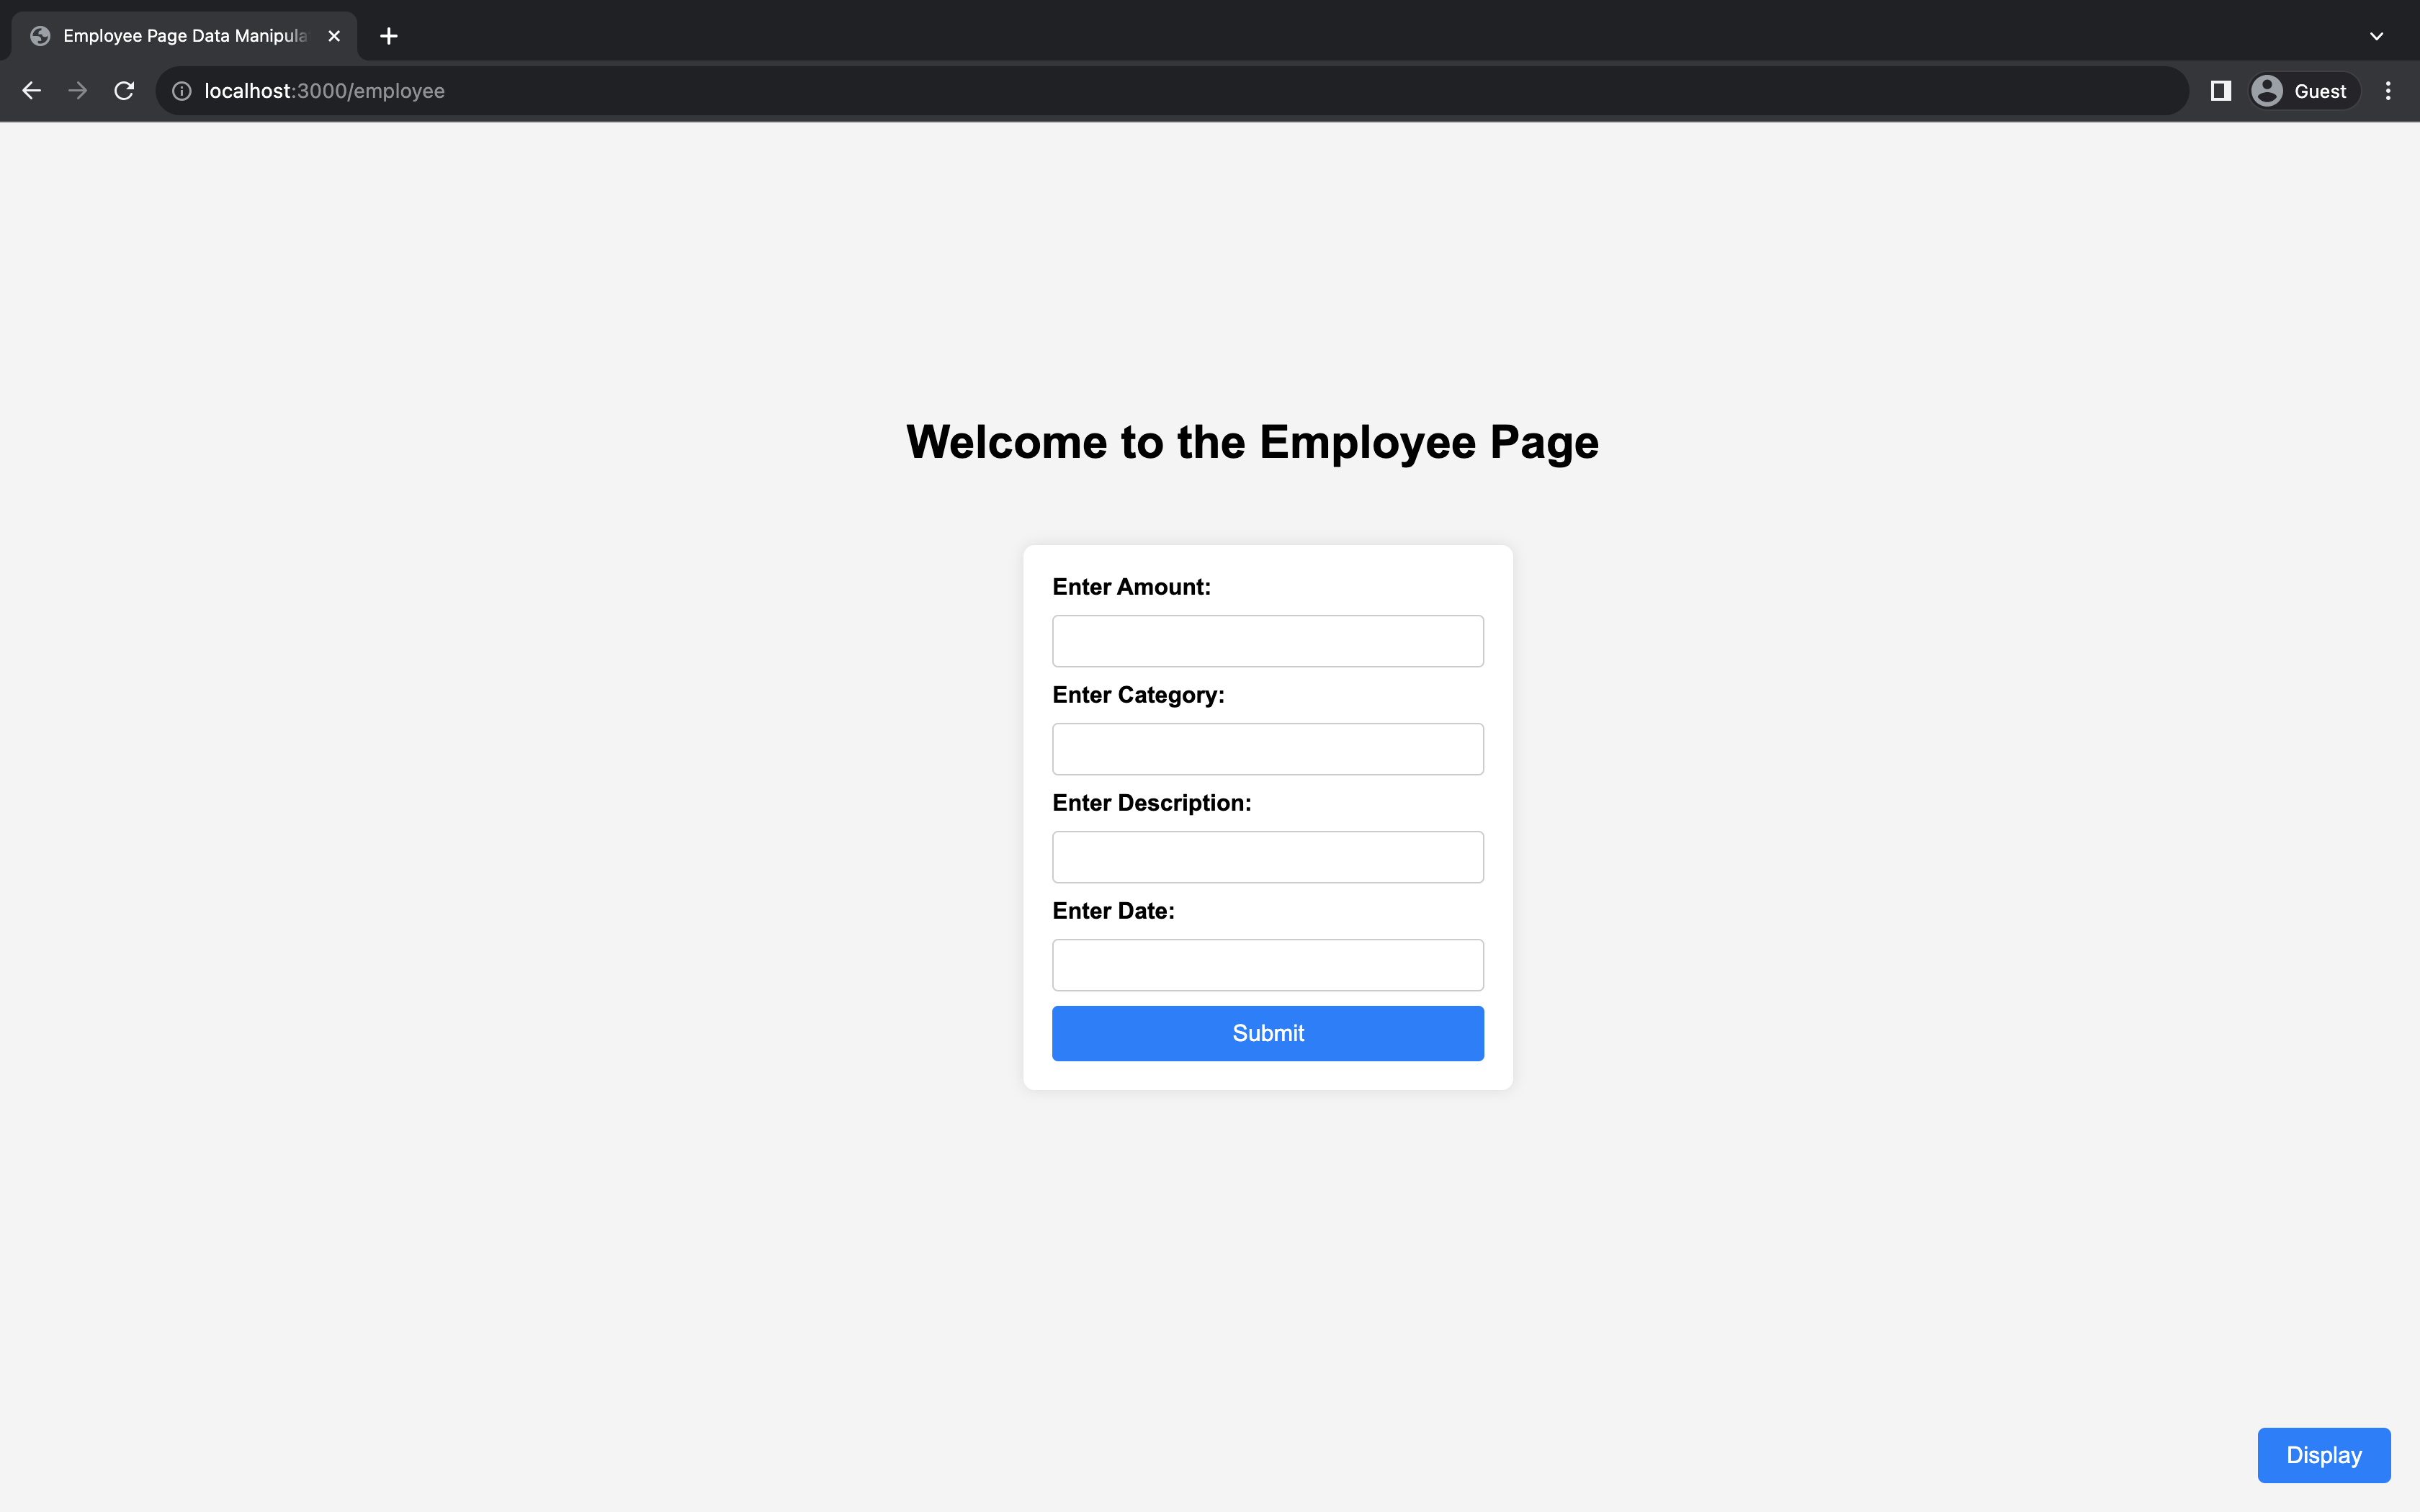 Employee Page Data Manipula
localhost:3000/employee
Guest
Welcome to the Employee Page
Enter Amount:
Enter Category:
Enter Description:
Enter Date:
Submit
Display